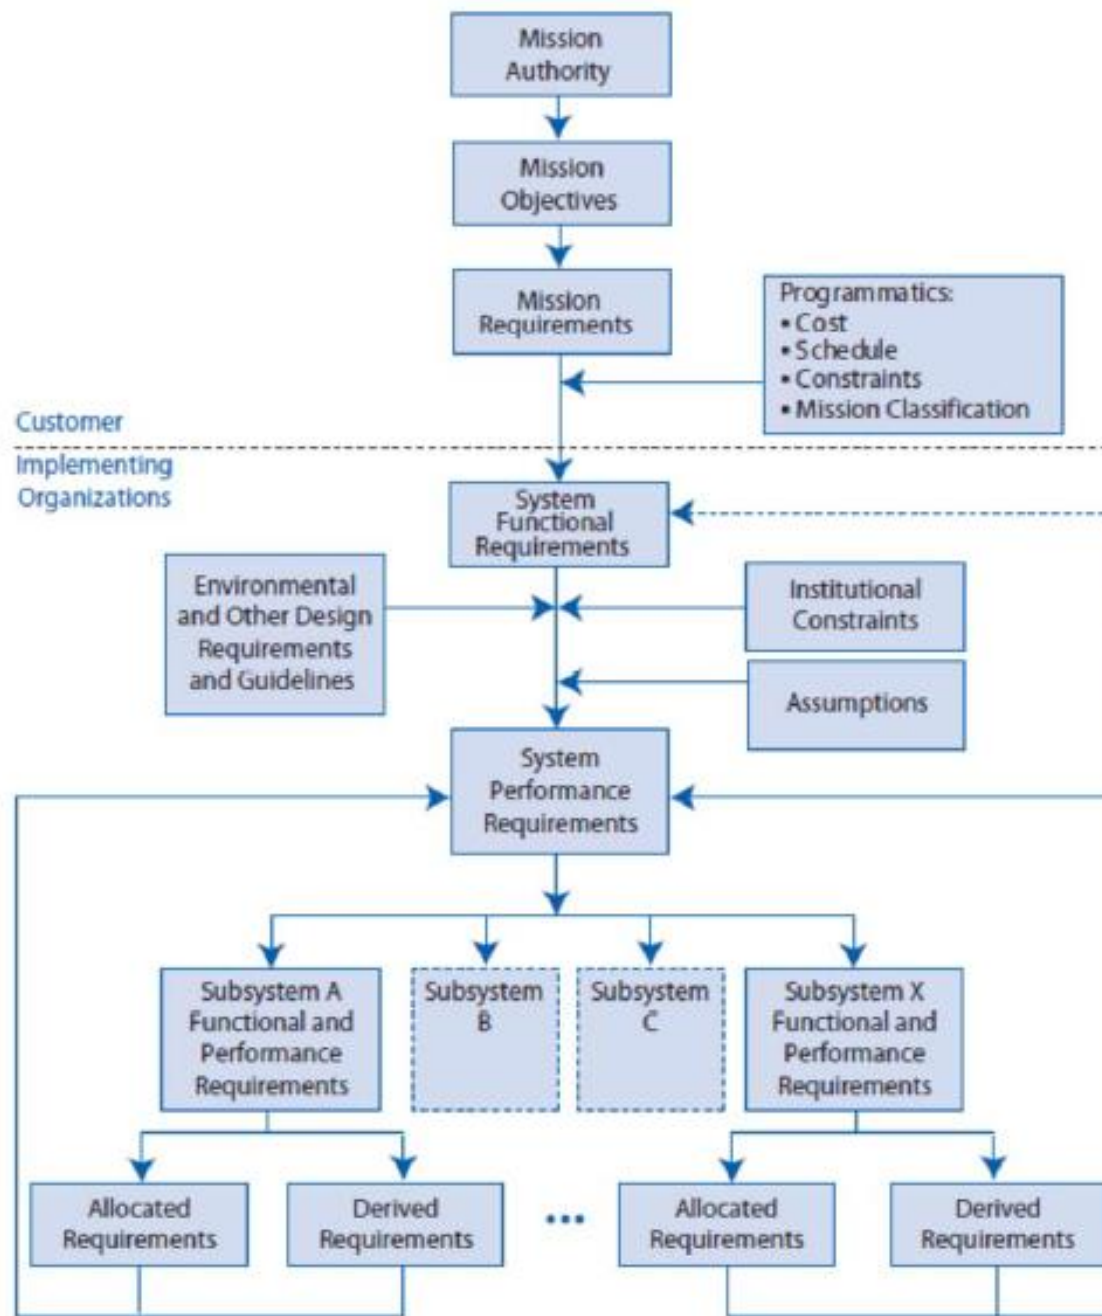 Mission
Authority
Mission
Objectives
Mission
Requirements
Programmatics:
• Cost
• Schedule
• Constraints
• Mission Classification
Customer
Implementing
Organizations
System
Functional
Requirements
Environmental
and Other Design
Requirements
and Guidelines
Institutional
Constraints
Assumptions
System
Performance
Requirements
Subsystem A
Functional and
Performance
Requirements
Subsystem
B
Subsystem
C
Subsystem X
Functional and
Performance
Requirements
Allocated
Requirements
Derived
Requirements
...
Allocated
Requirements
Derived
Requirements